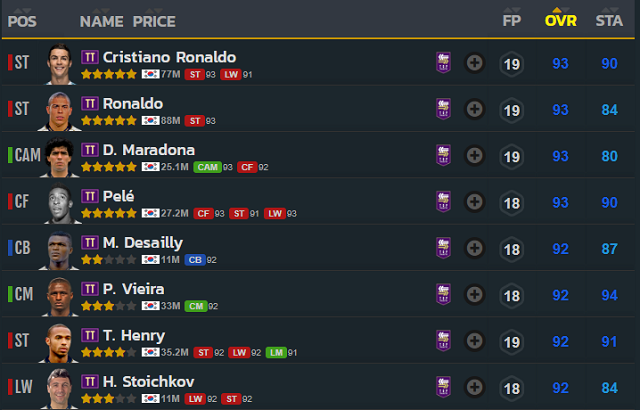 POS NAME PRICE FP OVR STA
ST TT Cristiano Ronaldo 19 93 90
77M ST 93 LW 91
ST TT Ronaldo 19 93 84
88M ST 93
CAM TT D. Maradona 19 93 80
25.1M CAM 93 CF 92
CF TT Pelé 18 93 90
27.2M CF 93 ST 91 LW 93
CB TT M. Desailly 18 92 87
11M CB 92
CM TT P. Vieira 18 92 94
33M CM 92
ST TT T. Henry 19 92 91
35.2M ST 92 LW 92 LM 91
LW TT H. Stoichkov 18 92 84
11M LW 92 ST 92